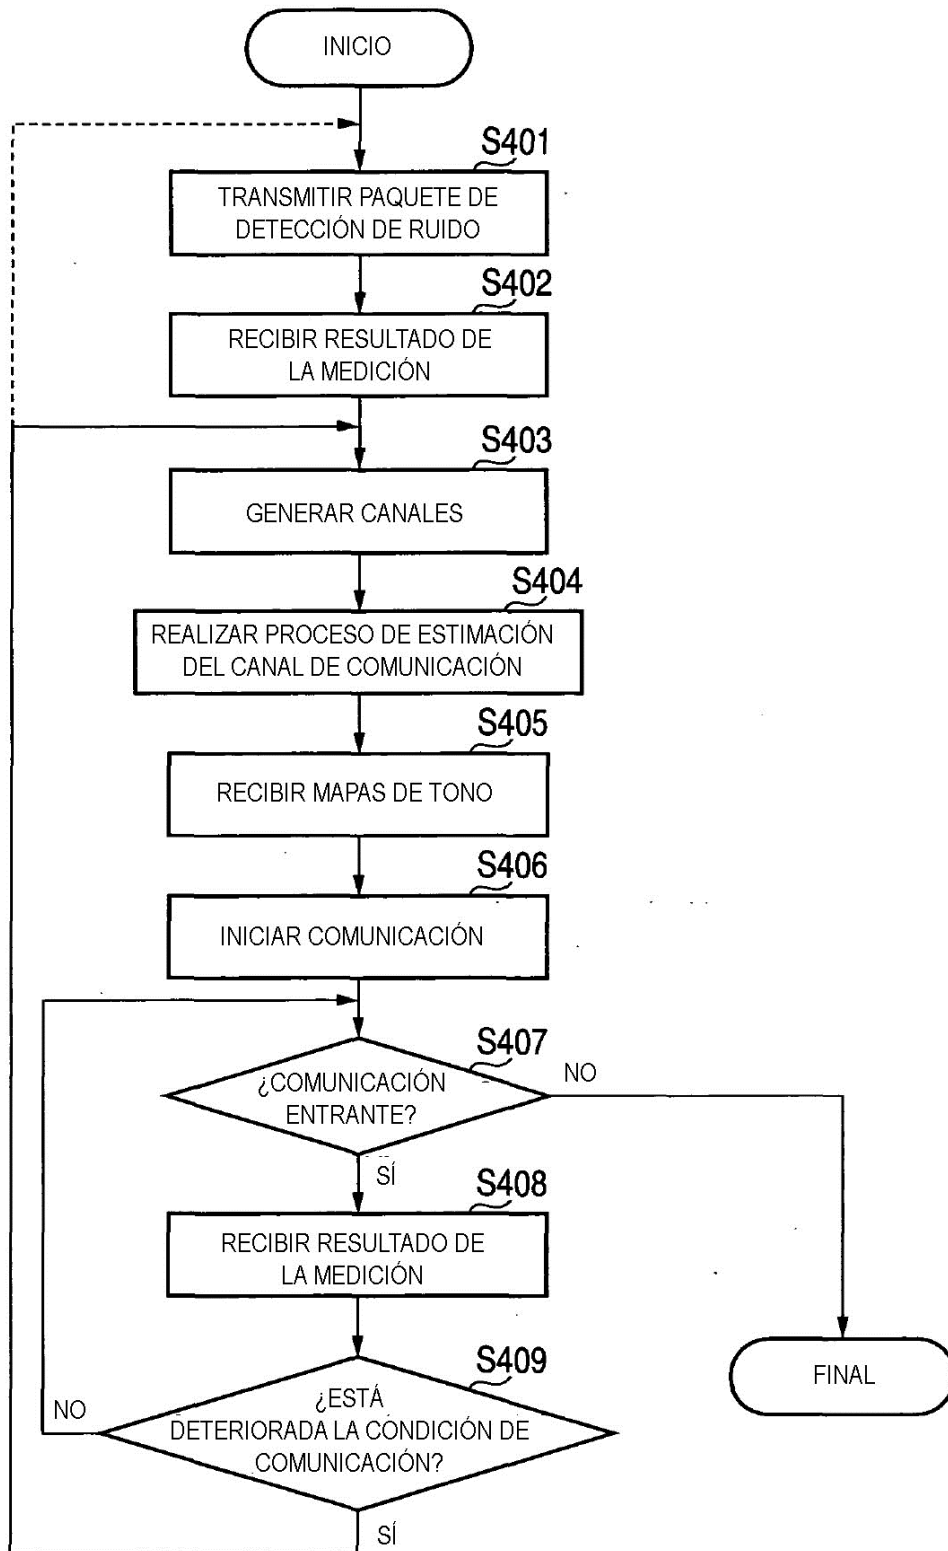 INICIO
S401
TRANSMITIR PAQUETE DE
DETECCIÓN DE RUIDO
S402
RECIBIR RESULTADO DE
LA MEDICIÓN
S403
GENERAR CANALES
S404
REALIZAR PROCESO DE ESTIMACIÓN
DEL CANAL DE COMUNICACIÓN
S405
RECIBIR MAPAS DE TONO
S406
INICIAR COMUNICACIÓN
S407
¿COMUNICACIÓN
ENTRANTE?
NO
SÍ
S408
RECIBIR RESULTADO DE
LA MEDICIÓN
S409
¿ESTÁ
DETERIORADA LA CONDICIÓN DE
COMUNICACIÓN?
NO
SÍ
FINAL